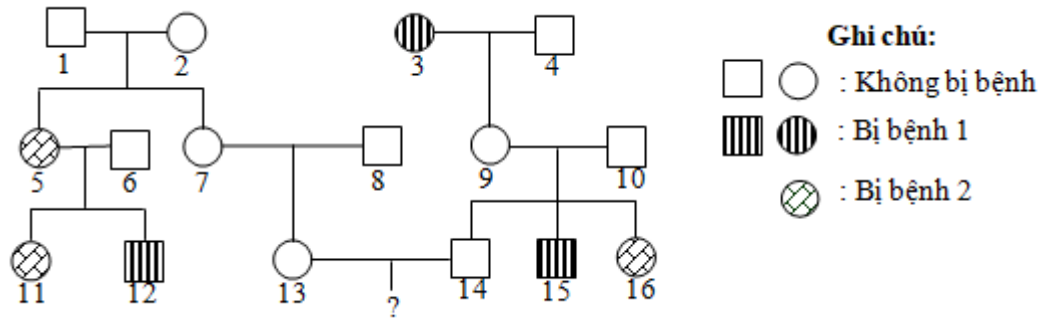 1 2 3 4
Ghi chú:
: Không bị bệnh
: Bị bệnh 1
: Bị bệnh 2
5 6 7 8 9 10
11 12 13 ? 14 15 16